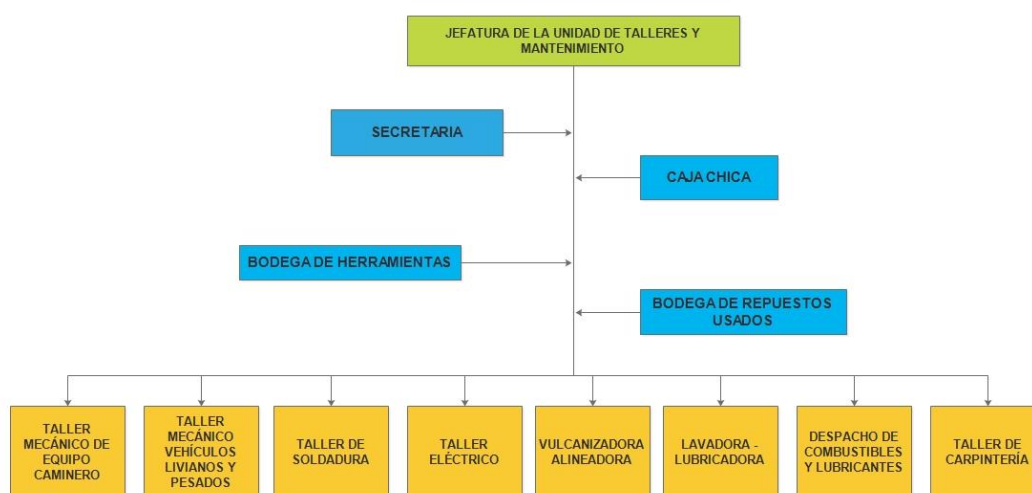 JEFATURA DE LA UNIDAD DE TALLERES Y
MANTENIMIENTO
SECRETARIA
CAJA CHICA
BODEGA DE HERRAMIENTAS
BODEGA DE REPUESTOS
USADOS
TALLER
MECÁNICO DE
EQUIPO
CAMINERO
TALLER
MECÁNICO
VEHÍCULOS
LIVIANOS Y
PESADOS
TALLER DE
SOLDADURA
TALLER
ELÉCTRICO
VULCANIZADORA
ALINEADORA
LAVADORA -
LUBRICADORA
DESPACHO DE
COMBUSTIBLES
Y LUBRICANTES
TALLER DE
CARPINTERÍA